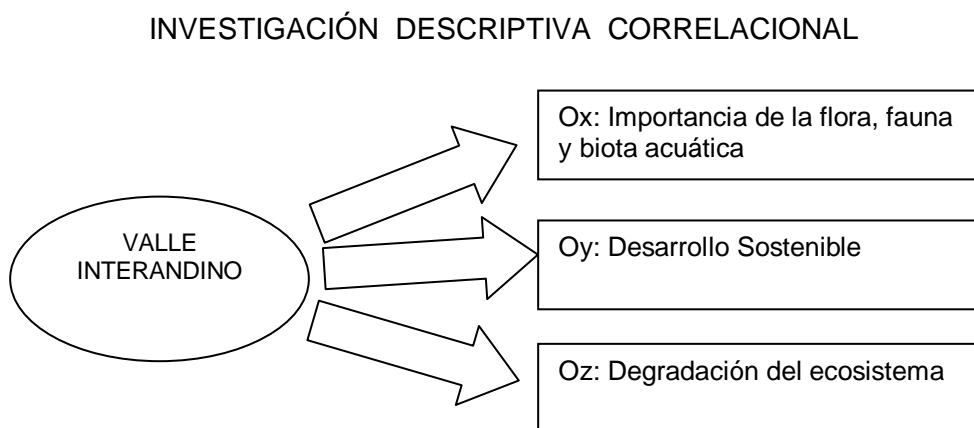 INVESTIGACIÓN DESCRIPTIVA CORRELACIONAL
Ox: Importancia de la flora, fauna
y biota acuática
VALLE
INTERANDINO
Oy: Desarrollo Sostenible
Oz: Degradación del ecosistema